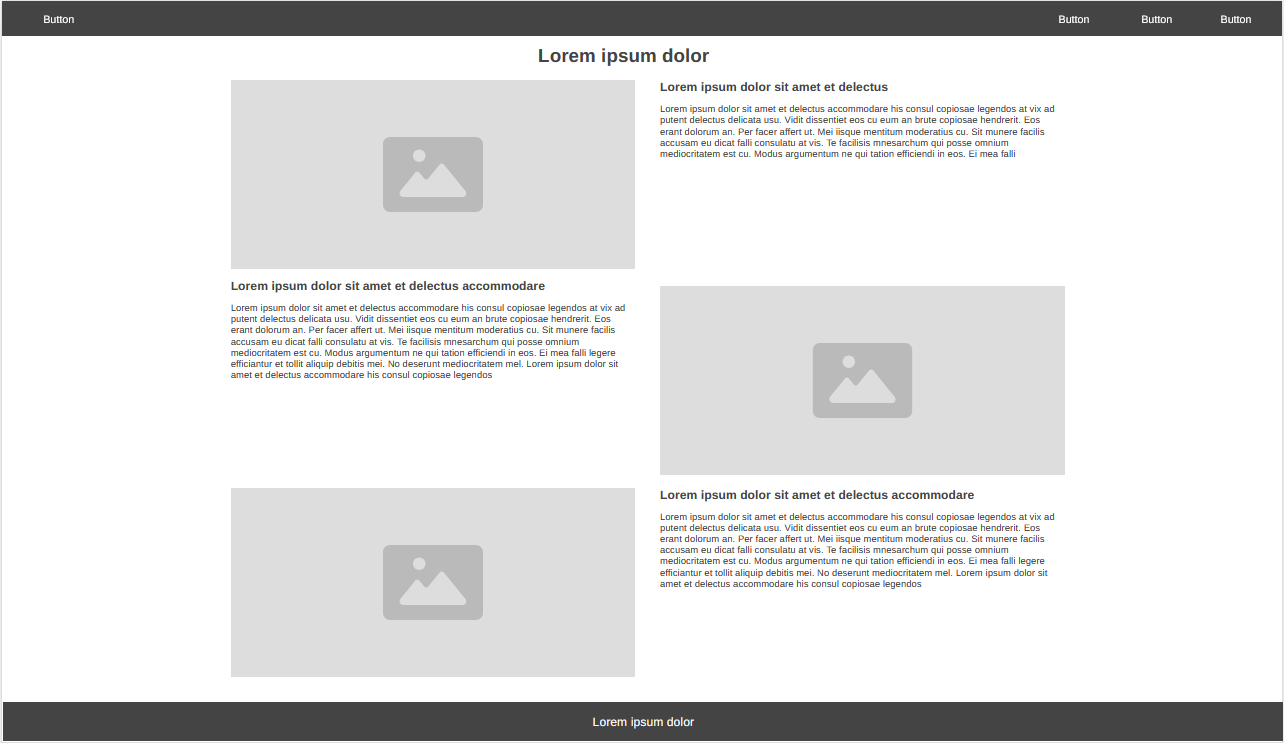 Button
Button
Button
Button
Lorem ipsum dolor
Lorem ipsum dolor sit amet et delectus
Lorem ipsum dolor sit amet et delectus accommodare his consul copiosae legendos at vix ad
putent delectus delicata usu. Vidit dissentiet eos cu eum an brute copiosae hendrerit. Eos
erant dolorum an. Per facer affert ut. Mei iisque mentitum moderatius cu. Sit munere facilis
accusam eu dicat falli consulatu at vis. Te facilisis mnesarchum qui posse omnium
mediocritatem est cu. Modus argumentum ne qui tation efficiendi in eos. Ei mea falli
Lorem ipsum dolor sit amet et delectus accommodare
Lorem ipsum dolor sit amet et delectus accommodare his consul copiosae legendos at vix ad
putent delectus delicata usu. Vidit dissentiet eos cu eum an brute copiosae hendrerit. Eos
erant dolorum an. Per facer affert ut. Mei iisque mentitum moderatius cu. Sit munere facilis
accusam eu dicat falli consulatu at vis. Te facilisis mnesarchum qui posse omnium
mediocritatem est cu. Modus argumentum ne qui tation efficiendi in eos. Ei mea falli legere
efficiantur et tollit aliquip debitis mei. No deserunt mediocritatem mel. Lorem ipsum dolor sit
amet et delectus accommodare his consul copiosae legendos
Lorem ipsum dolor sit amet et delectus accommodare
Lorem ipsum dolor sit amet et delectus accommodare his consul copiosae legendos at vix ad
putent delectus delicata usu. Vidit dissentiet eos cu eum an brute copiosae hendrerit. Eos
erant dolorum an. Per facer affert ut. Mei iisque mentitum moderatius cu. Sit munere facilis
accusam eu dicat falli consulatu at vis. Te facilisis mnesarchum qui posse omnium
mediocritatem est cu. Modus argumentum ne qui tation efficiendi in eos. Ei mea falli legere
efficiantur et tollit aliquip debitis mei. No deserunt mediocritatem mel. Lorem ipsum dolor sit
amet et delectus accommodare his consul copiosae legendos
Lorem ipsum dolor